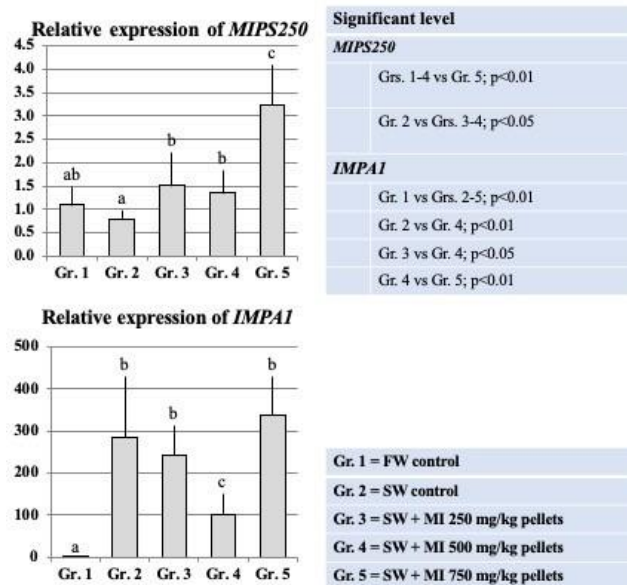 Relative expression of MIPS250
4.5
4.0
3.5
3.0
2.5
2.0
1.5
1.0
0.5
0.0
ab
a
b
b
c
Gr. 1 Gr. 2 Gr. 3 Gr. 4 Gr. 5
Relative expression of IMPA1
500
400
300
200
100
0
a
b
b
c
b
Gr. 1 Gr. 2 Gr. 3 Gr. 4 Gr. 5
Significant level
MIPS250
Grs. 1-4 vs Gr. 5; p<0.01
Gr. 2 vs Grs. 3-4; p<0.05
IMPA1
Gr. 1 vs Grs. 2-5; p<0.01
Gr. 2 vs Gr. 4; p<0.01
Gr. 3 vs Gr. 4; p<0.05
Gr. 4 vs Gr. 5; p<0.01
Gr. 1 = FW control
Gr. 2 = SW control
Gr. 3 = SW + MI 250 mg/kg pellets
Gr. 4 = SW + MI 500 mg/kg pellets
Gr. 5 = SW + MI 750 mg/kg pellets